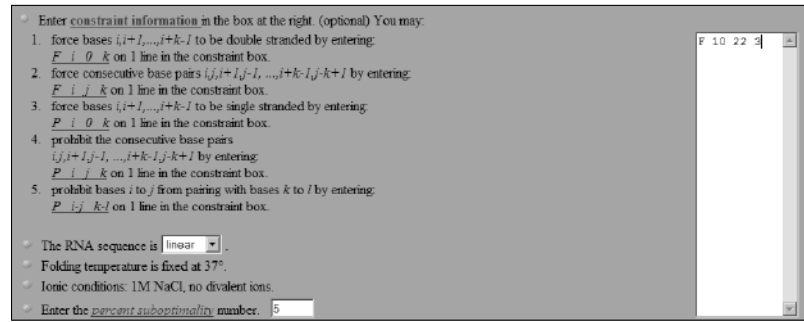 Enter constraint information in the box at the right. (optional) You may:
F 10 22 3
1. force bases i,i+1,...,i+k-1 to be double stranded by entering:
F i 0 k on 1 line in the constraint box.
2. force consecutive base pairs i,j,i+1,j-1, ...,i+k-1,j-k+1 by entering:
F i j k on 1 line in the constraint box.
3. force bases i,i+1,...,i+k-1 to be single stranded by entering:
P i 0 k on 1 line in the constraint box.
4. prohibit the consecutive base pairs
i,j,i+1,j-1, ...,i+k-1,j-k+1 by entering:
P i j k on 1 line in the constraint box.
5. prohibit bases i to j from pairing with bases k to l by entering:
P i-j k-l on 1 line in the constraint box.
The RNA sequence is linear .
Folding temperature is fixed at 37°.
Ionic conditions: 1M NaCl, no divalent ions.
Enter the percent suboptimality number. 5